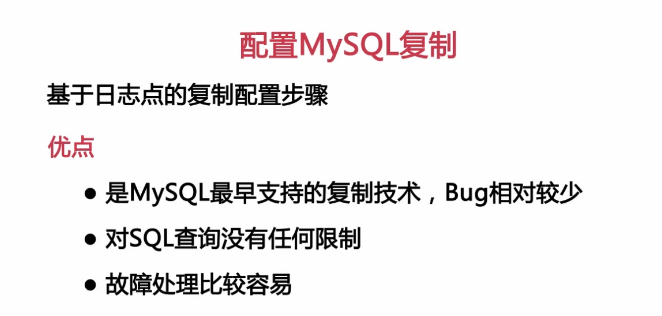 配置MySQL复制
基于日志点的复制配置步骤
优点
● 是MySQL最早支持的复制技术，Bug相对较少
● 对SQL查询没有任何限制
● 故障处理比较容易